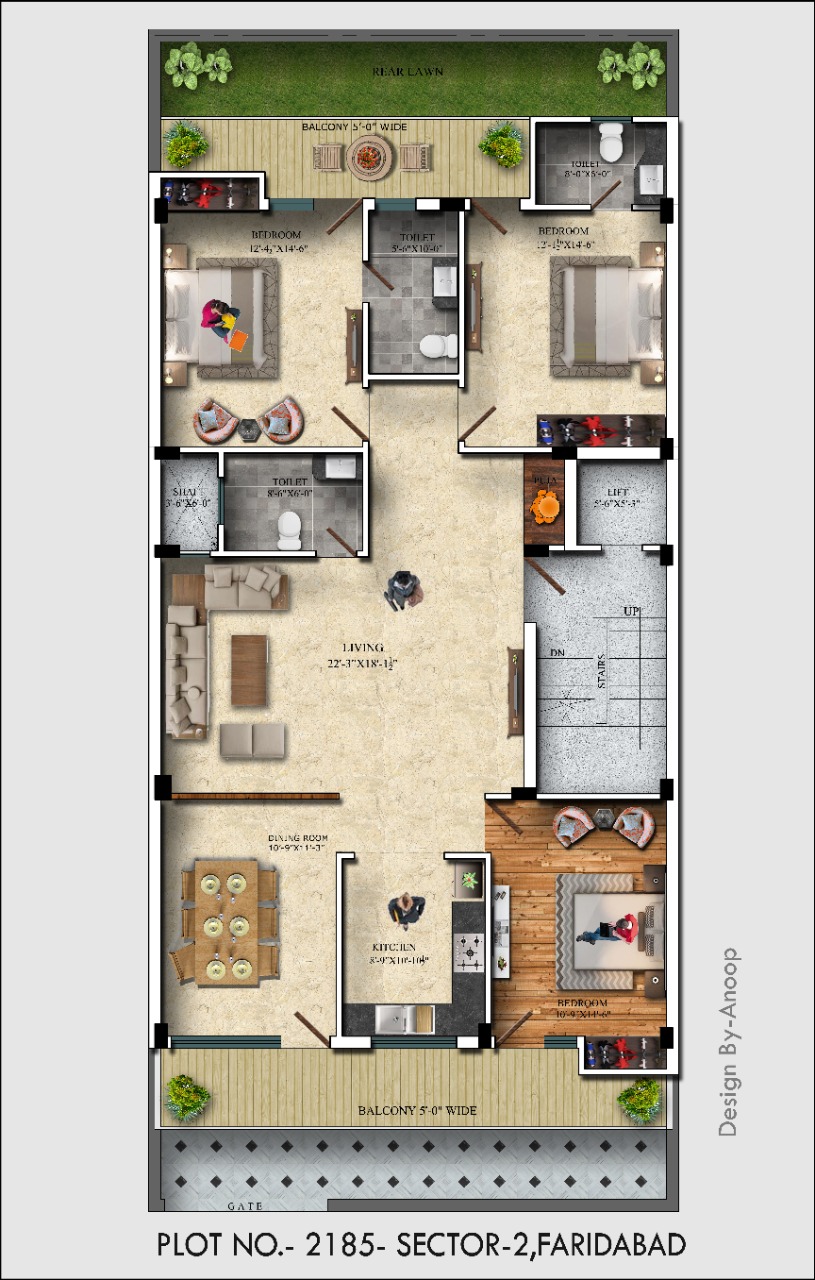 REAR LAWN
BALCONY 5'-0" WIDE
TOILET
8'-0"X5'-0"
BEDROOM
12'-4½"X14'-6"
TOILET
5'-6"X10'-0"
BEDROOM
12'-1½"X14'-6"
PUJA
SHAFT
3'-6"X6'-0"
TOILET
8'-6"X6'-0"
LIFT
5'-6"X5'-3"
UP
DN
STAIRS
LIVING
22'-3"X18'-1½"
DINING ROOM
10'-9"X11'-3"
KITCHEN
8'-9"X10'-10½"
BEDROOM
10'-9"X14'-6"
BALCONY 5'-0" WIDE
GATE
Design By-Anoop
PLOT NO.- 2185- SECTOR-2,FARIDABAD